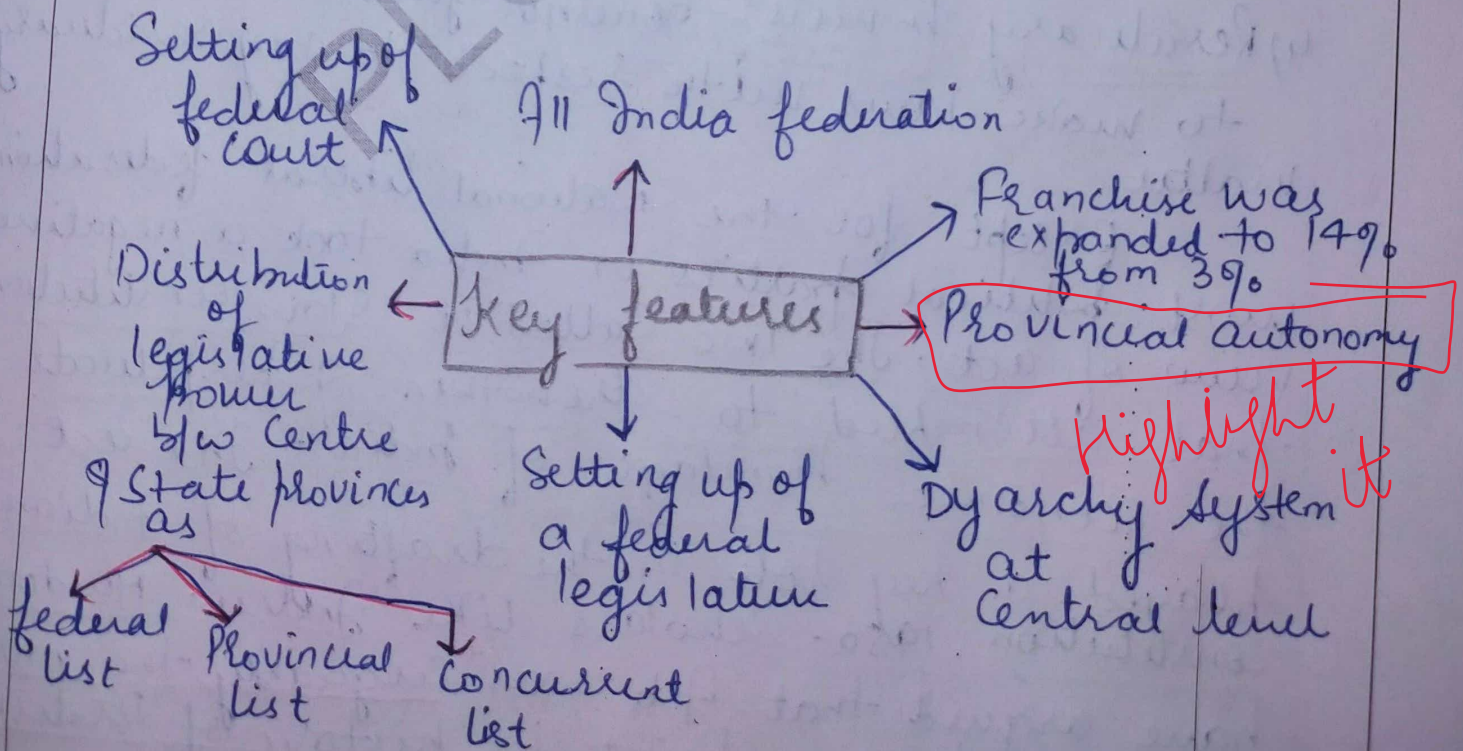 Setting up of
federal
court
All India federation
Franchise was
expanded to 14%
from 3%
Distribution
of
legislative
power
b/w Centre
& State provinces
as
Key features
Provincial autonomy
Highlight
it
Setting up of
a federal
legislature
Dyarchy system
at
Central level
federal
list
Provincial
list
Concurrent
list